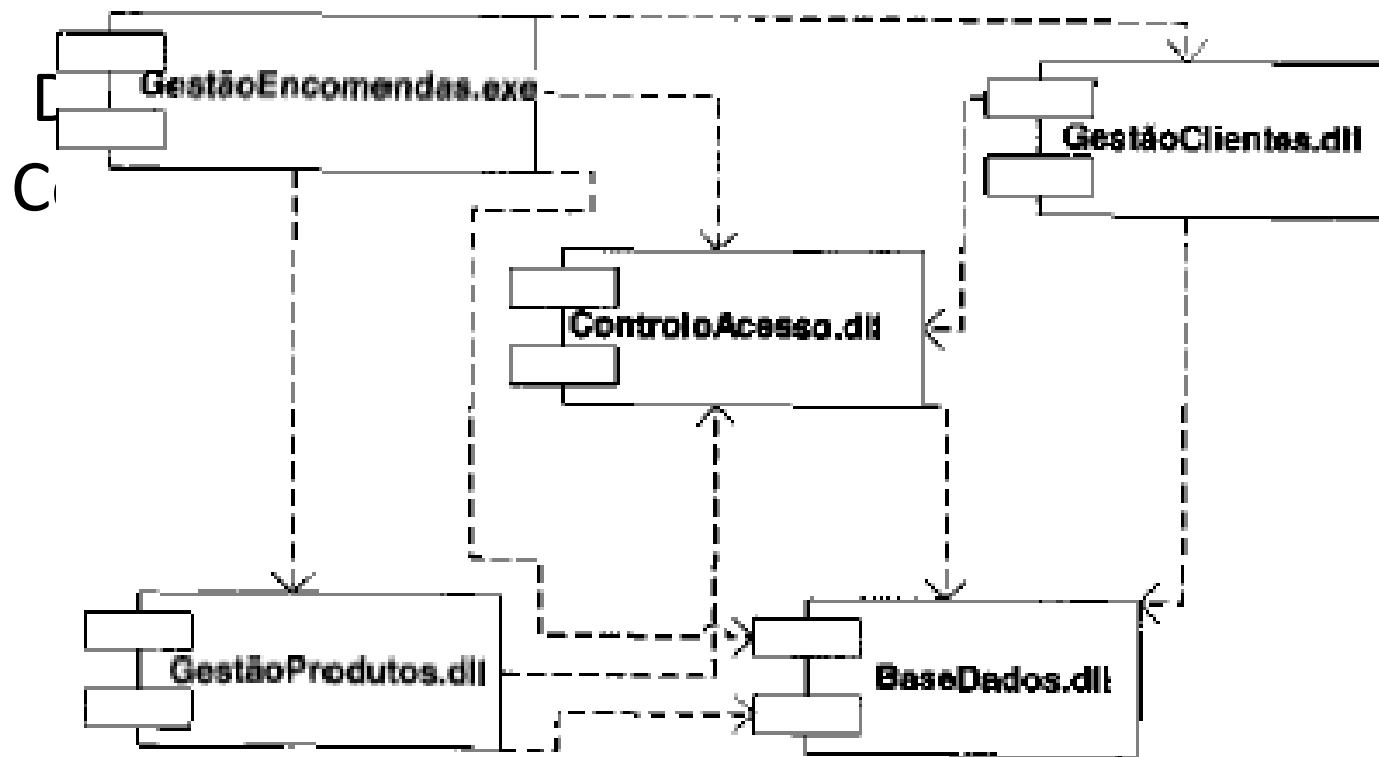 GestãoEncomendas.exe
GestãoClientes.dll
ControloAcesso.dll
GestãoProdutos.dll
BaseDados.dll